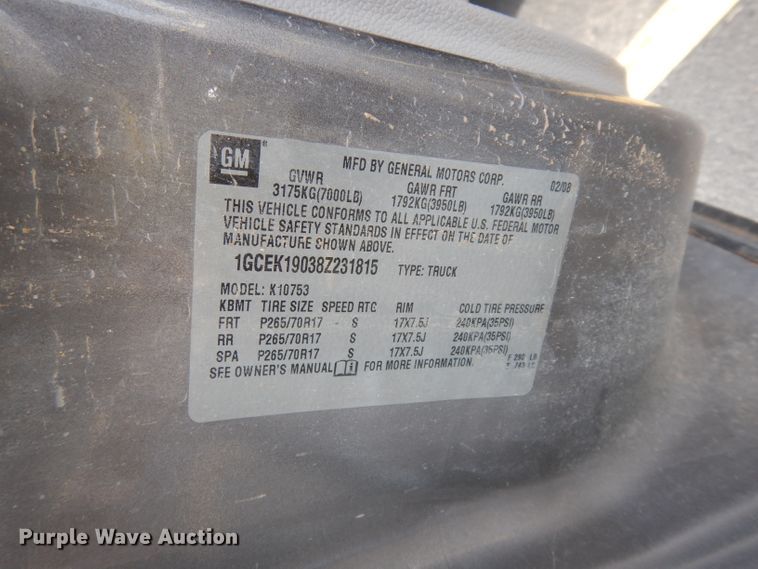 GM
MFD BY GENERAL MOTORS CORP. 02/08
GVWR GAWR FRT GAWR RR
3175KG(7000LB) 1792KG(3950LB) 1792KG(3950LB)
THIS VEHICLE CONFORMS TO ALL APPLICABLE U.S. FEDERAL MOTOR
VEHICLE SAFETY STANDARDS IN EFFECT ON THE DATE OF
MANUFACTURE SHOWN ABOVE.
1GCEK19038Z231815 TYPE: TRUCK
MODEL: K10753
KBMT TIRE SIZE SPEED RTG RIM COLD TIRE PRESSURE
FRT P265/70R17 - S 17X7.5J 240KPA(35PSI)
RR P265/70R17 S 17X7.5J 240KPA(35PSI)
SPA P265/70R17 S 17X7.5J 240KPA(35PSI)
SEE OWNER'S MANUAL FOR MORE INFORMATION.
Purple Wave Auction